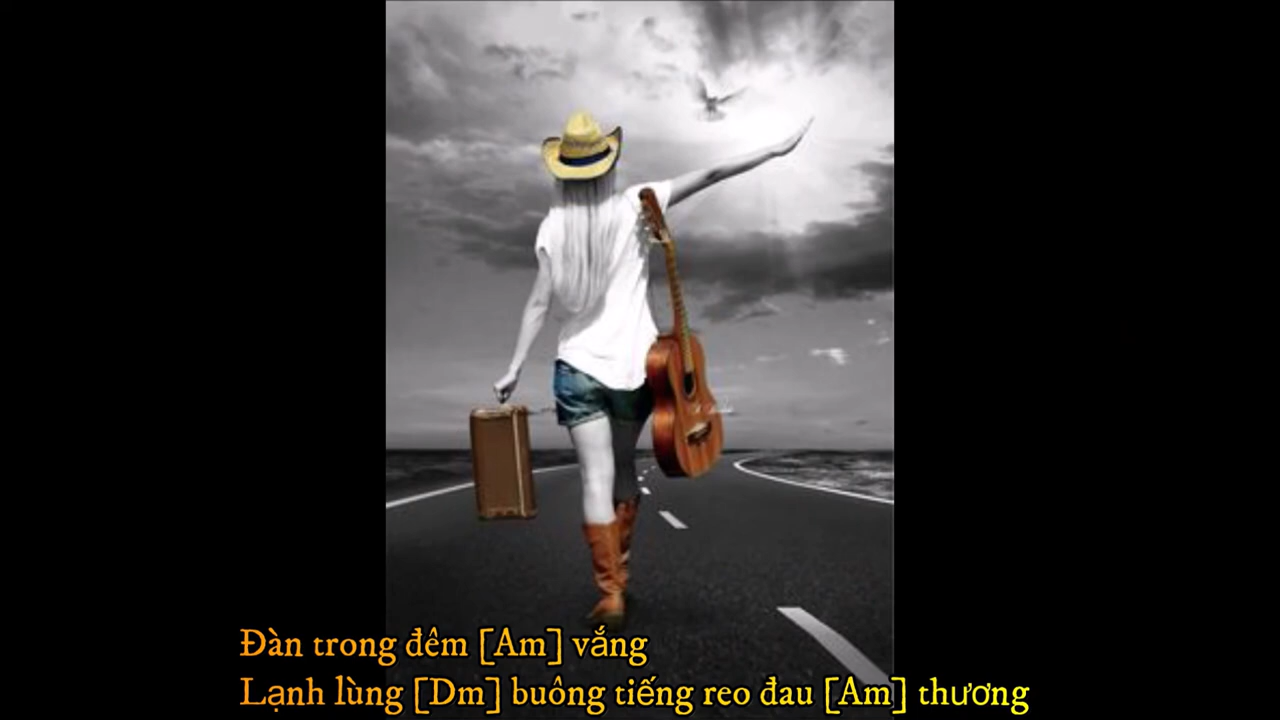 Đàn trong đêm [Am] vắng
Lạnh lùng [Dm] buông tiếng reo đau [Am] thương